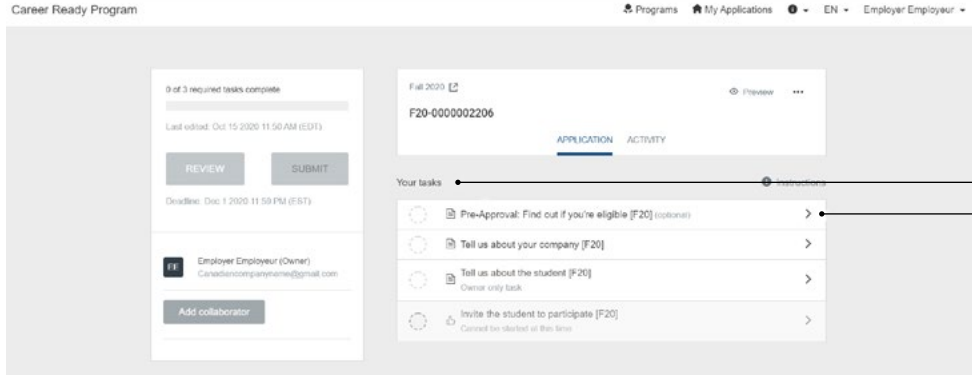 Career Ready Program
Programs My Applications EN Employer Employeur
0 of 3 required tasks complete
Last edited: Oct 15 2020 11:50 AM (EDT)
REVIEW SUBMIT
Deadline: Dec 1 2020 11:59 PM (EST)
EE
Employer Employeur (Owner)
Canadiancompanyname@gmail.com
Add collaborator
Fall 2020
Preview
F20-0000002206
APPLICATION ACTIVITY
Your tasks
Instructions
Pre-Approval: Find out if you're eligible [F20] (optional)
Tell us about your company [F20]
Tell us about the student [F20]
Owner only task
Invite the student to participate [F20]
Cannot be started at this time